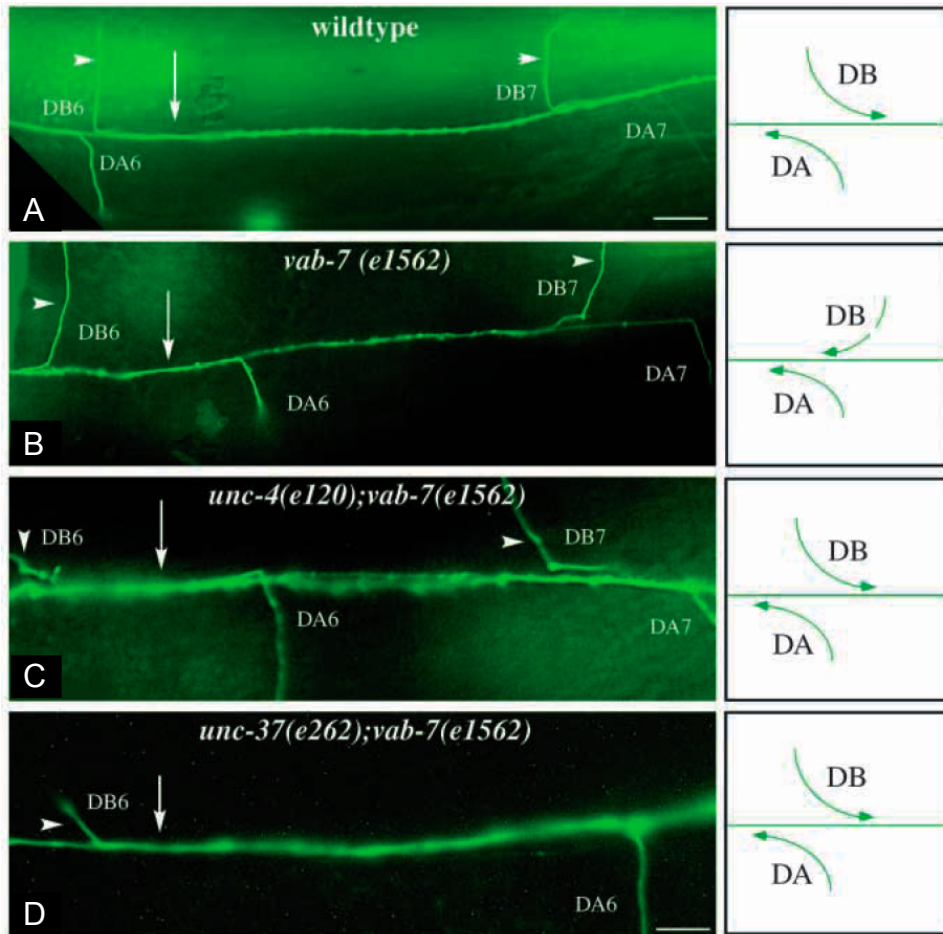 wildtype
DB6
DB7
DA6
DA7
A
DB
DA
vab-7 (e1562)
DB6
DB7
DA6
DA7
B
DB
DA
unc-4(e120);vab-7(e1562)
DB6
DB7
DA6
DA7
C
DB
DA
unc-37(e262);vab-7(e1562)
DB6
DA6
D
DB
DA